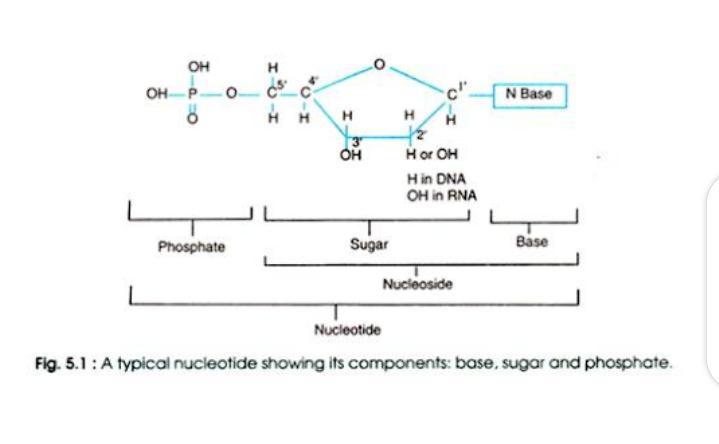 OH H O
OH P O C 5' C 4' C 1' N Base
O H H H H H
3' 2'
OH H or OH
H in DNA
OH in RNA
Phosphate Sugar Base
Nucleoside
Nucleotide
Fig. 5.1 : A typical nucleotide showing its components: base, sugar and phosphate.